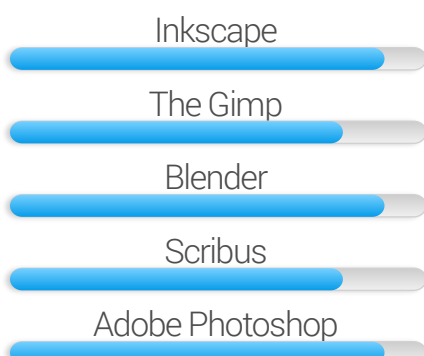 Inkscape
The Gimp
Blender
Scribus
Adobe Photoshop